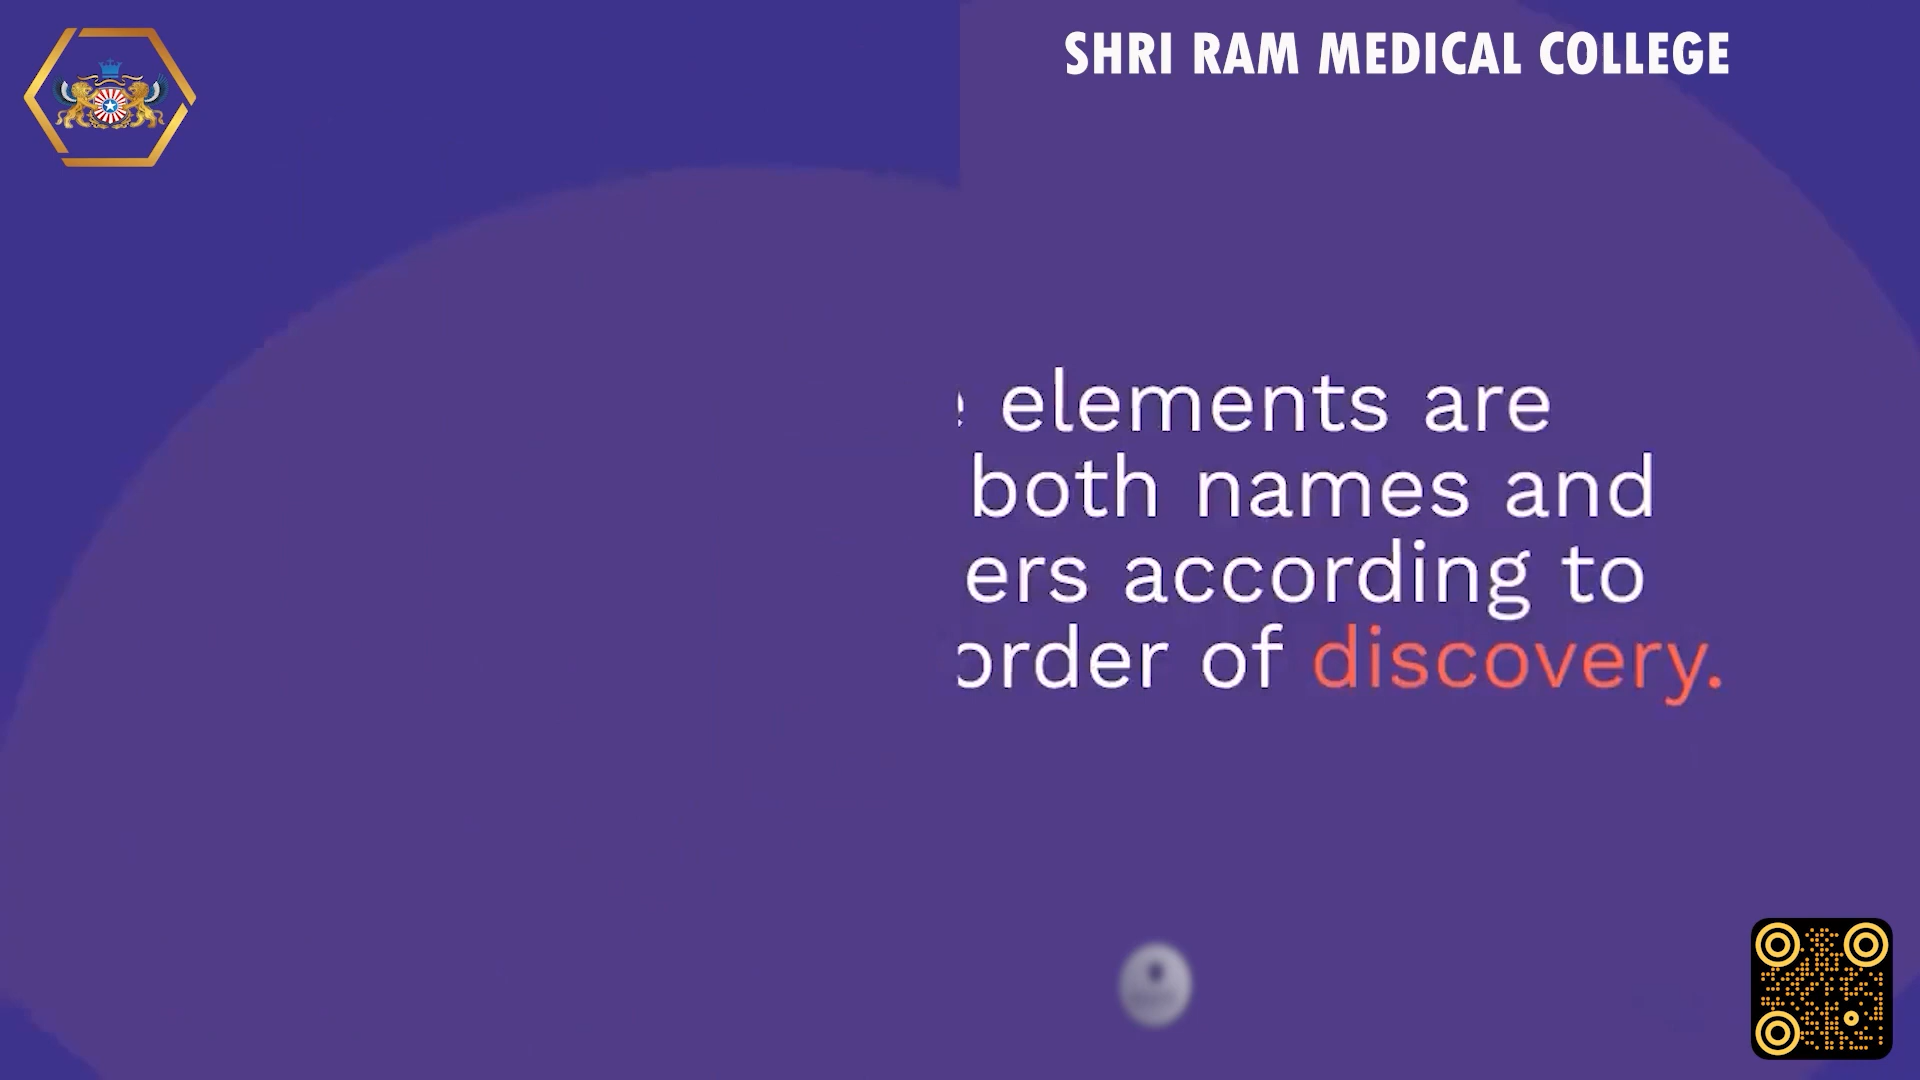 SHRI RAM MEDICAL COLLEGE
elements are
both names and
ers according to
order of discovery.